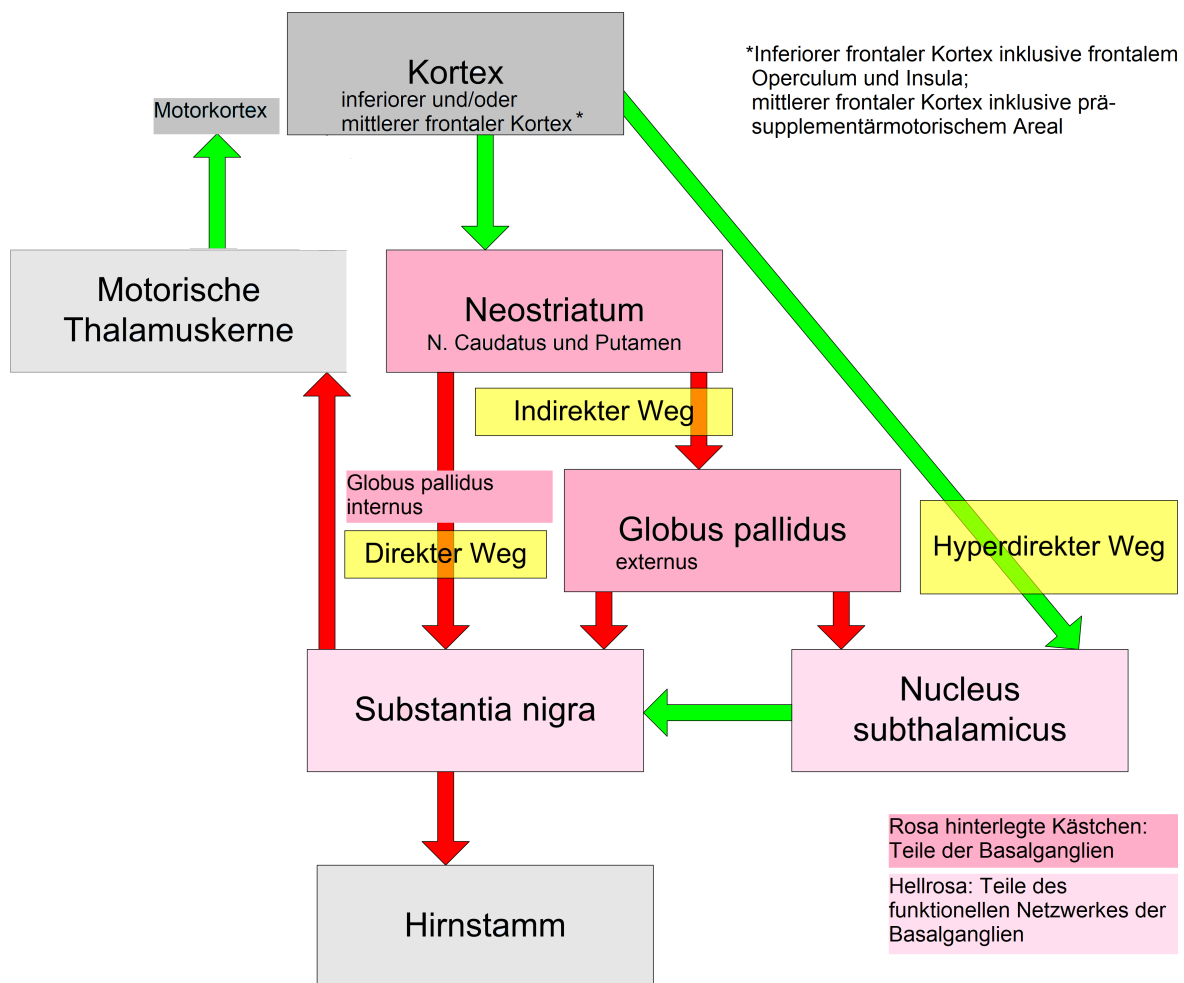 Kortex
inferiorer und/oder
mittlerer frontaler Kortex *
*Inferiorer frontaler Kortex inklusive frontalem
Operculum und Insula;
mittlerer frontaler Kortex inklusive prä-
supplementärmotorischem Areal
Motorkortex
Motorische
Thalamuskerne
Neostriatum
N. Caudatus und Putamen
Indirekter Weg
Globus pallidus
internus
Globus pallidus
externus
Direkter Weg
Hyperdirekter Weg
Substantia nigra
Nucleus
subthalamicus
Rosa hinterlegte Kästchen:
Teile der Basalganglien
Hellrosa: Teile des
funktionellen Netzwerkes der
Basalganglien
Hirnstamm